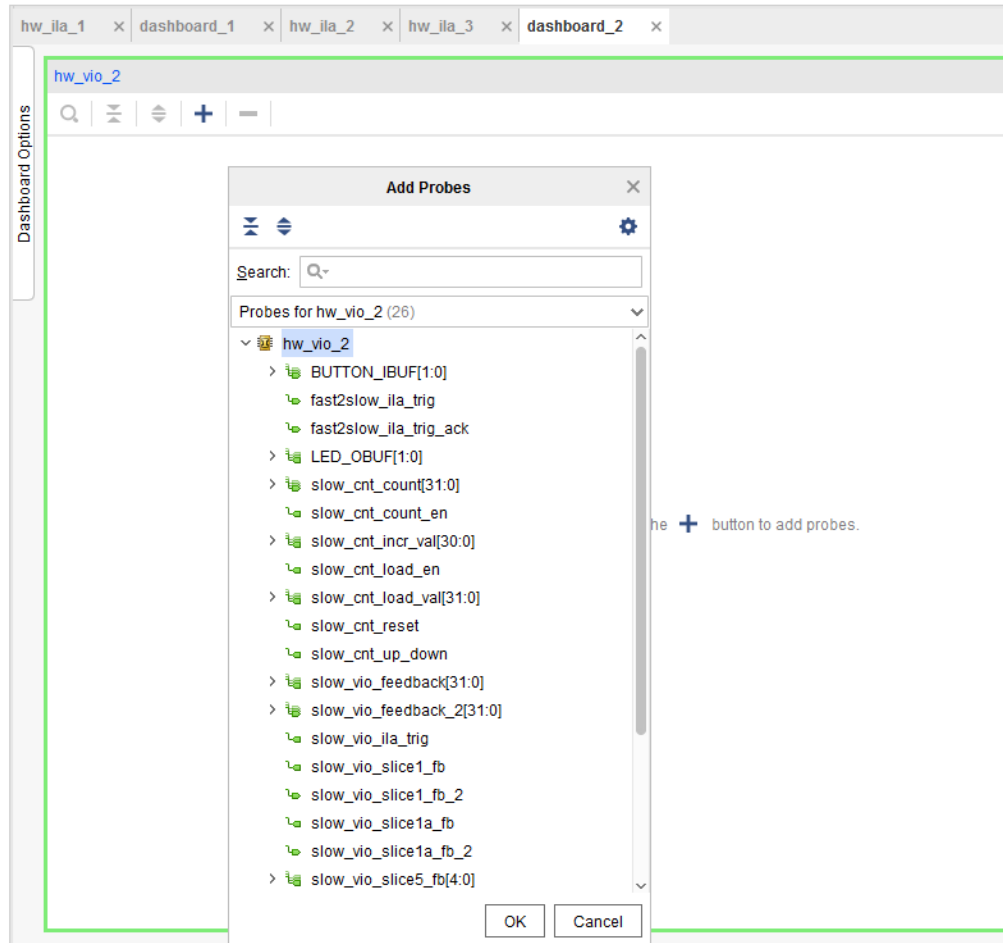 hw_ila_1 dashboard_1 hw_ila_2 hw_ila_3 dashboard_2
Dashboard Options
hw_vio_2
Add Probes
Search:
Probes for hw_vio_2 (26)
hw_vio_2
BUTTON_IBUF[1:0]
fast2slow_ila_trig
fast2slow_ila_trig_ack
LED_OBUF[1:0]
slow_cnt_count[31:0]
slow_cnt_count_en
he + button to add probes.
slow_cnt_incr_val[30:0]
slow_cnt_load_en
slow_cnt_load_val[31:0]
slow_cnt_reset
slow_cnt_up_down
slow_vio_feedback[31:0]
slow_vio_feedback_2[31:0]
slow_vio_ila_trig
slow_vio_slice1_fb
slow_vio_slice1_fb_2
slow_vio_slice1a_fb
slow_vio_slice1a_fb_2
slow_vio_slice5_fb[4:0]
OK Cancel